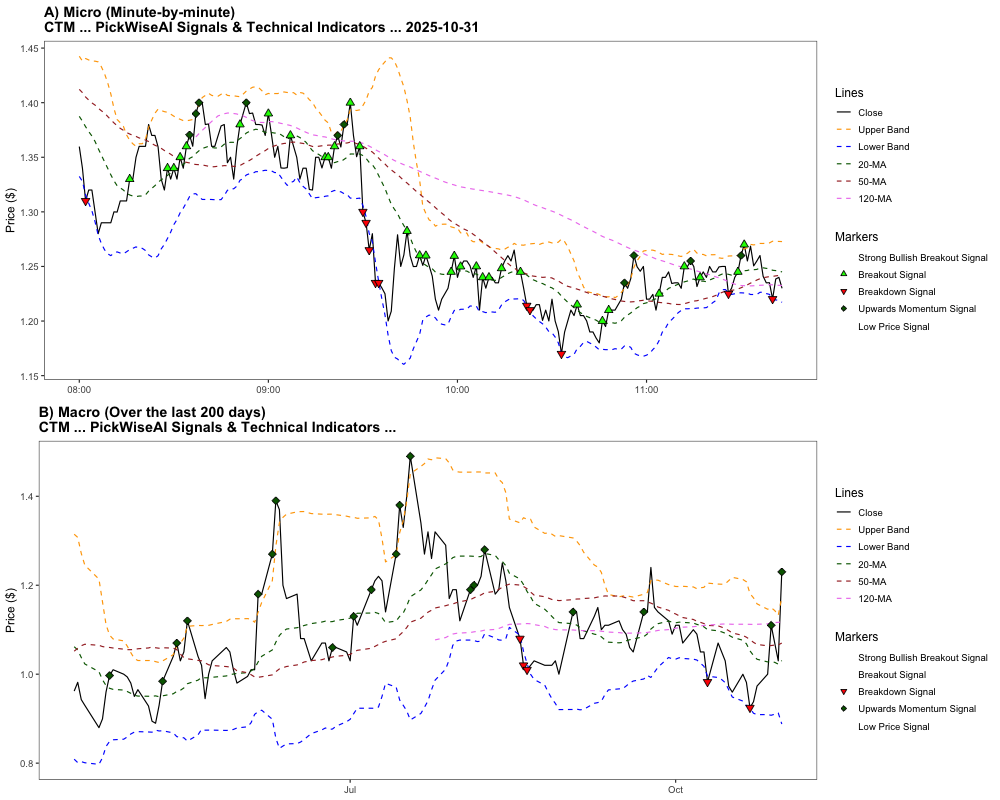 A) Micro (Minute-by-minute)
CTM ... PickWiseAI Signals & Technical Indicators ... 2025-10-31
Price ($)
1.45
1.40
1.35
1.30
1.25
1.20
1.15
08:00
09:00
10:00
11:00
Lines
Close
Upper Band
Lower Band
20-MA
50-MA
120-MA
Markers
Strong Bullish Breakout Signal
Breakout Signal
Breakdown Signal
Upwards Momentum Signal
Low Price Signal
B) Macro (Over the last 200 days)
CTM ... PickWiseAI Signals & Technical Indicators ...
Price ($)
1.4
1.2
1.0
0.8
Jul
Oct
Lines
Close
Upper Band
Lower Band
20-MA
50-MA
120-MA
Markers
Strong Bullish Breakout Signal
Breakout Signal
Breakdown Signal
Upwards Momentum Signal
Low Price Signal